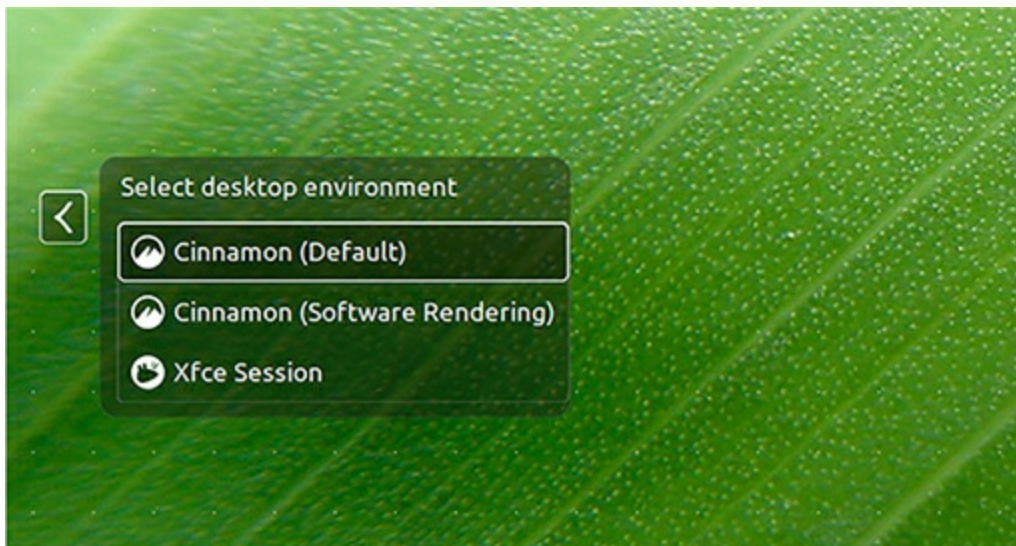 Select desktop environment
Cinnamon (Default)
Cinnamon (Software Rendering)
Xfce Session